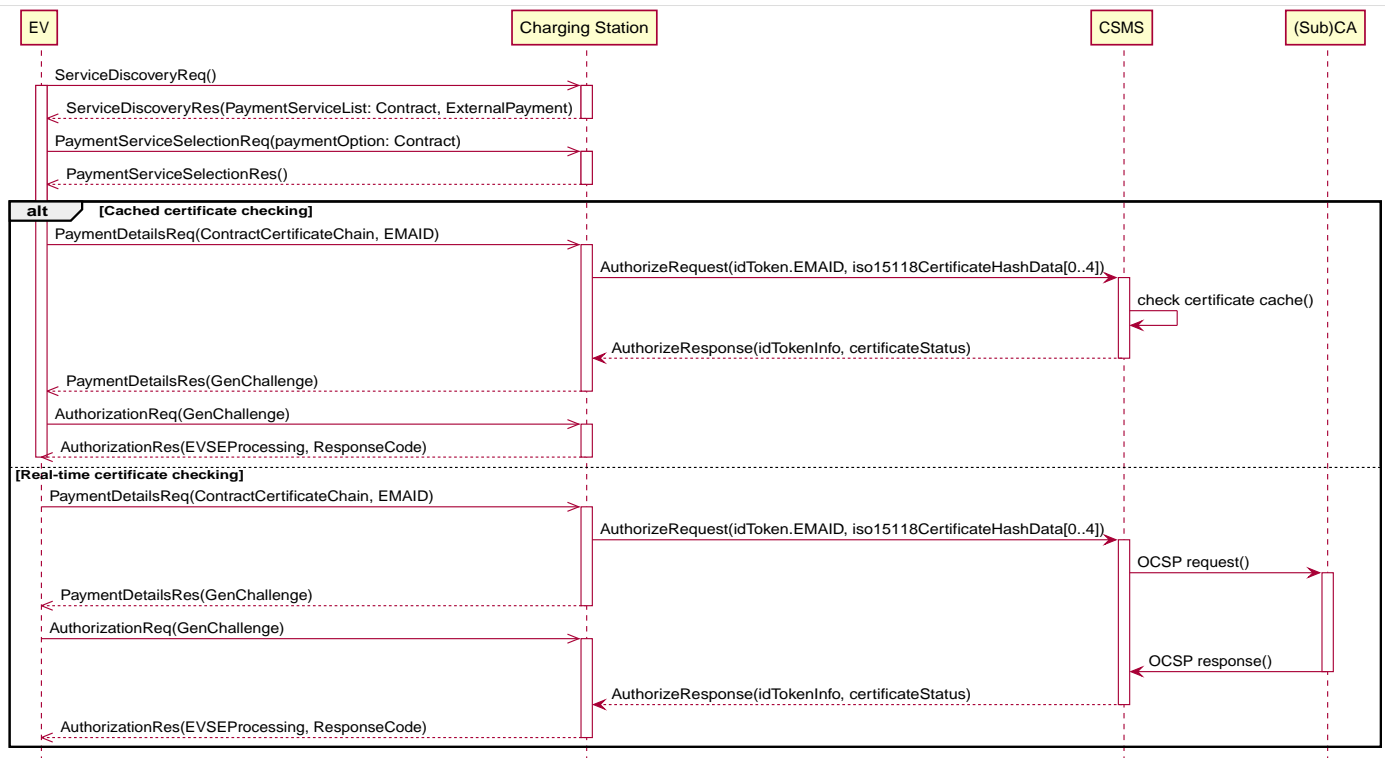 EV
Charging Station
CSMS
(Sub)CA
ServiceDiscoveryReq()
ServiceDiscoveryRes(PaymentServiceList: Contract, ExternalPayment)
PaymentServiceSelectionReq(paymentOption: Contract)
PaymentServiceSelectionRes()
alt
[Cached certificate checking]
PaymentDetailsReq(ContractCertificateChain, EMAID)
AuthorizeRequest(idToken.EMAID, iso15118CertificateHashData[0..4])
check certificate cache()
AuthorizeResponse(idTokenInfo, certificateStatus)
PaymentDetailsRes(GenChallenge)
AuthorizationReq(GenChallenge)
AuthorizationRes(EVSEProcessing, ResponseCode)
[Real-time certificate checking]
PaymentDetailsReq(ContractCertificateChain, EMAID)
AuthorizeRequest(idToken.EMAID, iso15118CertificateHashData[0..4])
OCSP request()
PaymentDetailsRes(GenChallenge)
AuthorizationReq(GenChallenge)
OCSP response()
AuthorizeResponse(idTokenInfo, certificateStatus)
AuthorizationRes(EVSEProcessing, ResponseCode)